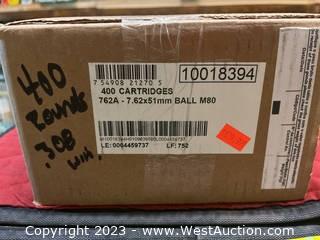 7 54908 21270 5
10018394
400 CARTRIDGES
762A - 7.62x51mm BALL M80
400
Rounds
.308
Win.
LE: 0064459737
LF: 752
Copyright © 2023 - www.WestAuction.com